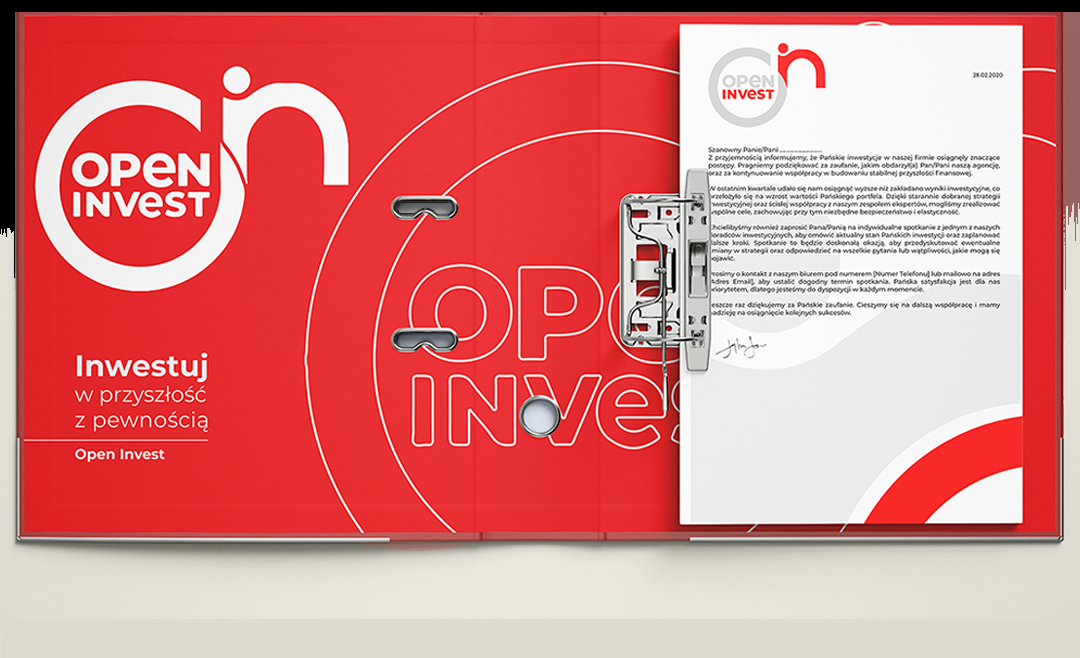 OPEN
INVEST
in
Inwestuj
w przyszłość
z pewnością
Open Invest
OPE
INVES
OPEN
INVEST
in
28.02.2020
Szanowny Panie/Pani ......................
Z przyjemnością informujemy, że Pańskie inwestycje w naszej firmie osiągnęły znaczące
postępy. Pragniemy podziękować za zaufanie, jakim obdarzył(a) Pan/Pani naszą agencję,
oraz za kontynuowanie współpracy w budowaniu stabilnej przyszłości finansowej.
W ostatnim kwartale udało się nam osiągnąć wyższe niż zakładano wyniki inwestycyjne, co
przełożyło się na wzrost wartości Pańskiego portfela. Dzięki starannie dobranej strategii
inwestycyjnej oraz ścisłej współpracy z naszym zespołem ekspertów, mogliśmy zrealizować
wspólne cele, zachowując przy tym niezbędne bezpieczeństwo i elastyczność.
Chcielibyśmy również zaprosić Pana/Panią na indywidualne spotkanie z jednym z naszych
doradców inwestycyjnych, aby omówić aktualny stan Pańskich inwestycji oraz zaplanować
dalsze kroki. Spotkanie to będzie doskonałą okazją, aby przedyskutować ewentualne
zmiany w strategii oraz odpowiedzieć na wszelkie pytania lub wątpliwości, jakie mogą się
pojawić.
Prosimy o kontakt z naszym biurem pod numerem [Numer Telefonu] lub mailowo na adres
[Adres Email], aby ustalić dogodny termin spotkania. Pańska satysfakcja jest dla nas
priorytetem, dlatego jesteśmy do dyspozycji w każdym momencie.
Jeszcze raz dziękujemy za Pańskie zaufanie. Cieszymy się na dalszą współpracę i mamy
nadzieję na osiągnięcie kolejnych sukcesów.